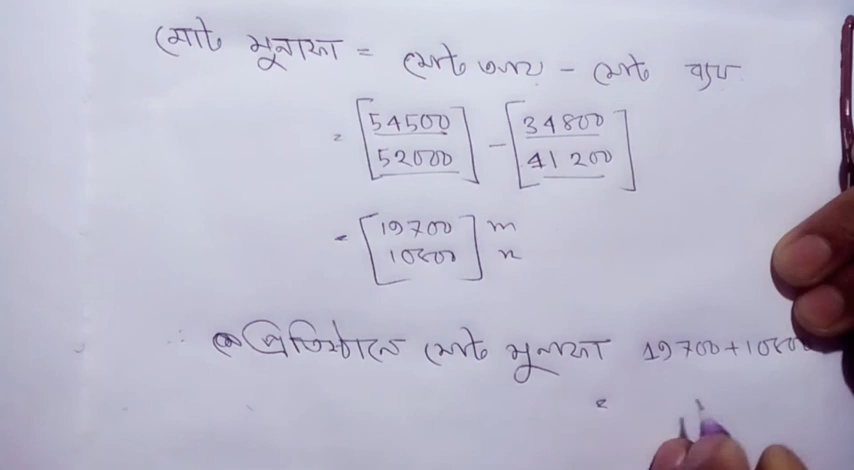 মোট মুনাফা = মোট আয় - মোট ব্যয়
= [54500 52000] - [34800 41200]
= [19700 10800] m n
∴ প্রতিষ্ঠানে মোট মুনাফা 19700+10800
=